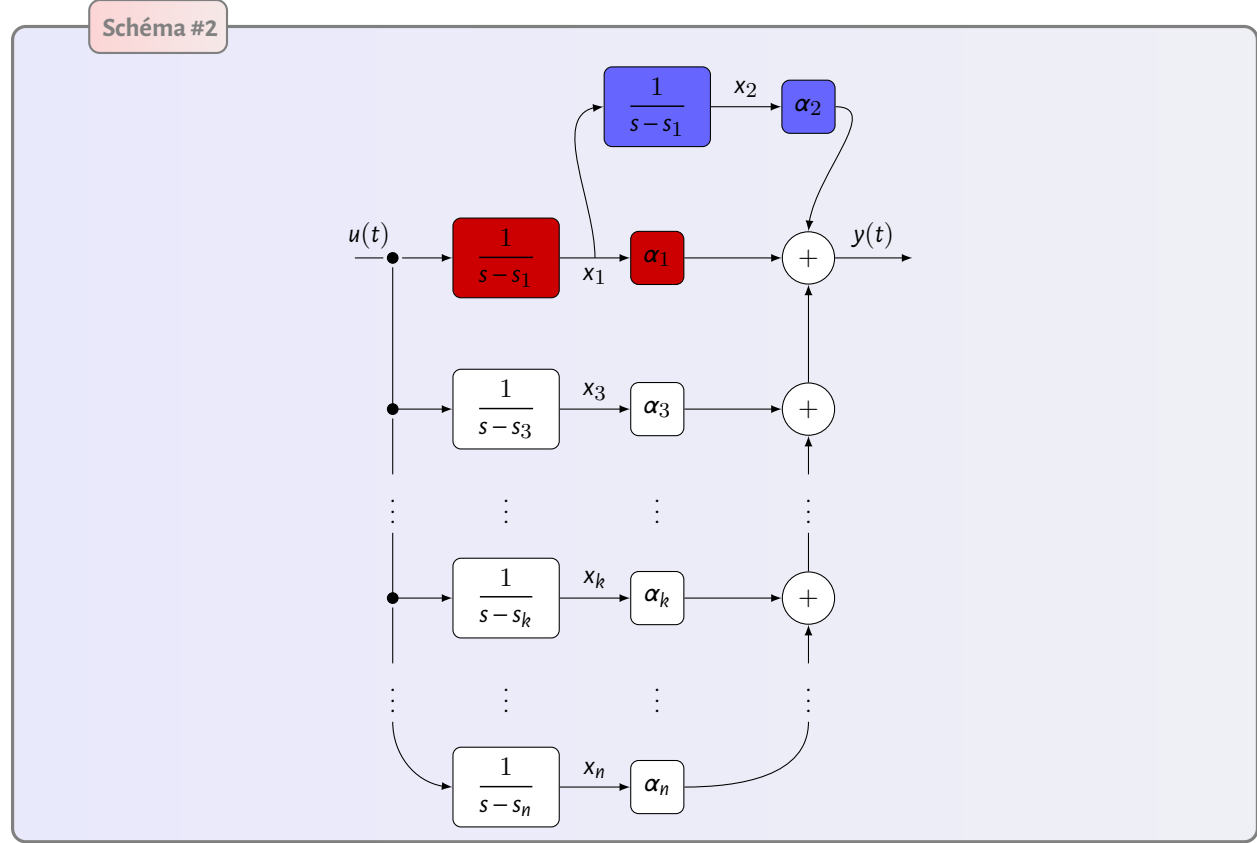 Schéma #2
1
s − s₁
x₂
α₂
u(t)
1
s − s₁
x₁
α₁
+
y(t)
1
s − s₃
x₃
α₃
+
⋮ ⋮ ⋮ ⋮
1
s − sₖ
xₖ
αₖ
+
⋮ ⋮ ⋮ ⋮
1
s − sₙ
xₙ
αₙ